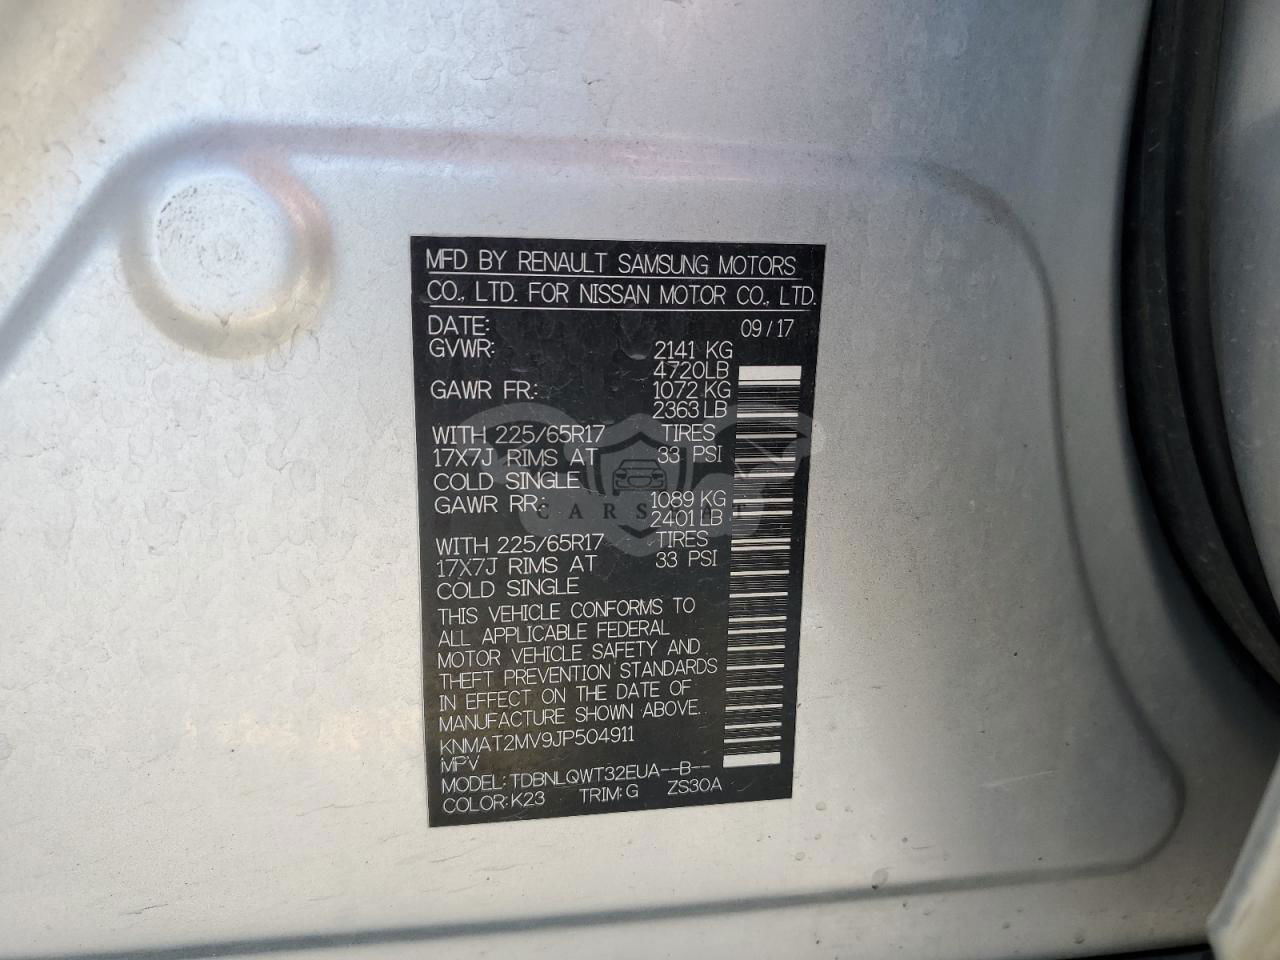 MFD BY RENAULT SAMSUNG MOTORS
CO., LTD. FOR NISSAN MOTOR CO., LTD.
DATE: 09/17
GVWR: 2141 KG
4720LB
GAWR FR: 1072 KG
2363 LB
WITH 225/65R17 TIRES
17X7J RIMS AT 33 PSI
COLD SINGLE
GAWR RR: 1089 KG
2401 LB
WITH 225/65R17 TIRES
17X7J RIMS AT 33 PSI
COLD SINGLE
THIS VEHICLE CONFORMS TO
ALL APPLICABLE FEDERAL
MOTOR VEHICLE SAFETY AND
THEFT PREVENTION STANDARDS
IN EFFECT ON THE DATE OF
MANUFACTURE SHOWN ABOVE.
KNMAT2MV9JP504911
MPV
MODEL: TDBNLQWT32EUA--B--
COLOR: K23 TRIM: G ZS30A